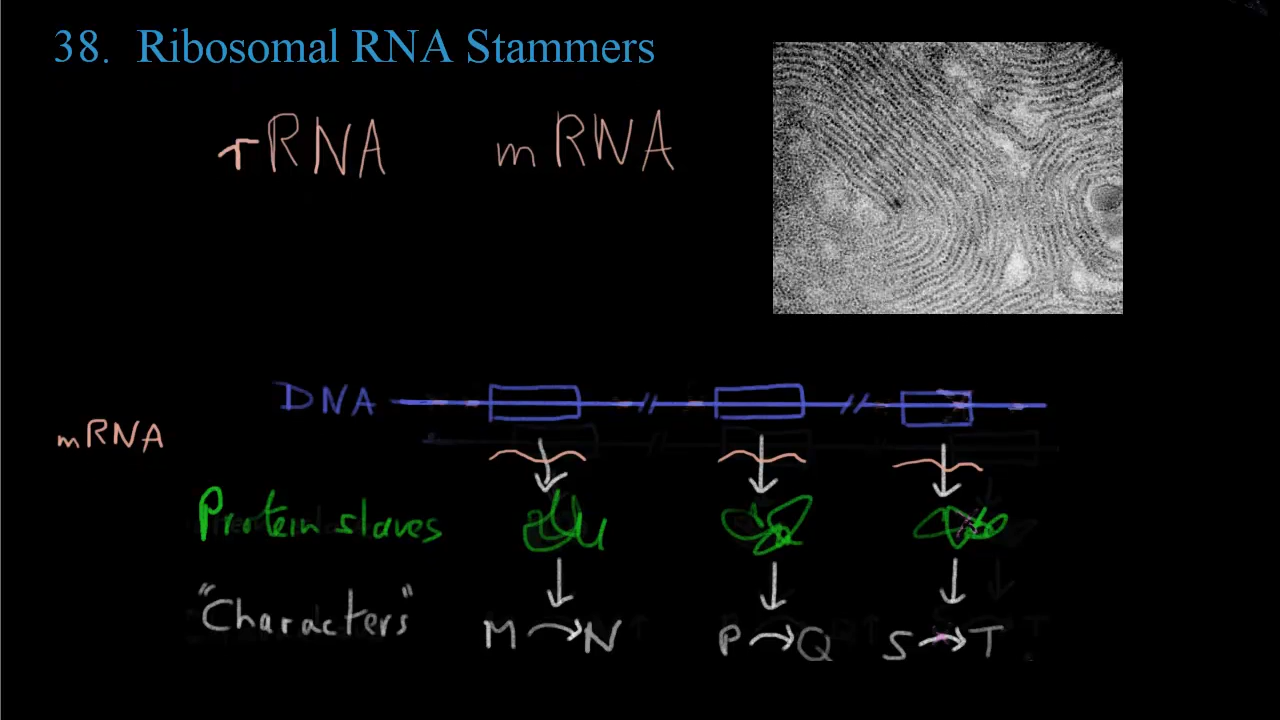 38. Ribosomal RNA Stammers
rRNA mRNA
DNA
mRNA
Protein slaves
"Characters"
M N P Q S T